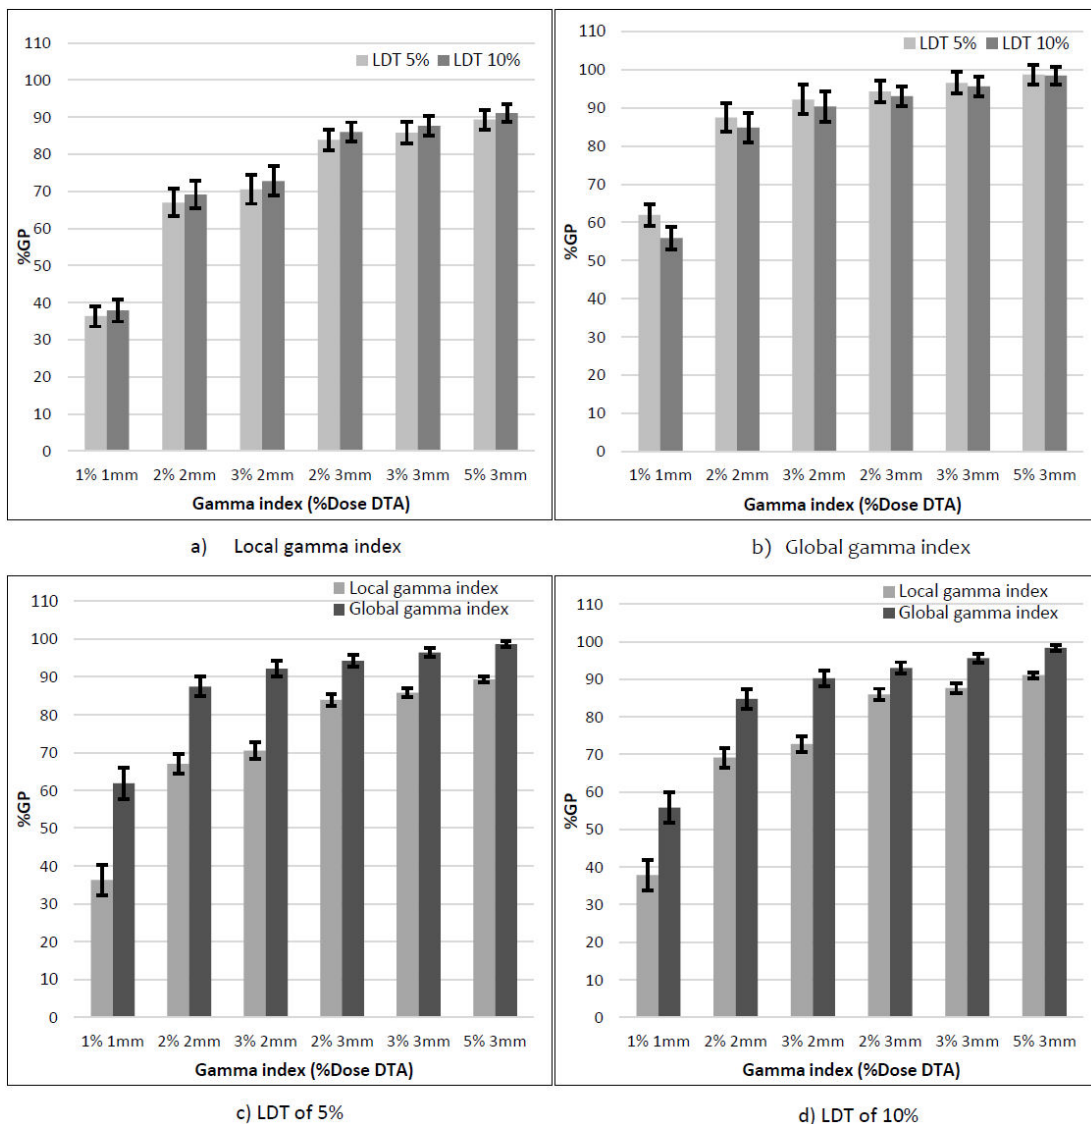 110
100
90
80
70
60
50
40
30
20
10
0
%GP
LDT 5% LDT 10%
1% 1mm 2% 2mm 3% 2mm 2% 3mm 3% 3mm 5% 3mm
Gamma index (%Dose DTA)
a) Local gamma index
110
100
90
80
70
60
50
40
30
20
10
0
%GP
LDT 5% LDT 10%
1% 1mm 2% 2mm 3% 2mm 2% 3mm 3% 3mm 5% 3mm
Gamma index (%Dose DTA)
b) Global gamma index
Local gamma index
Global gamma index
110
100
90
80
70
60
50
40
30
20
10
0
%GP
1% 1mm 2% 2mm 3% 2mm 2% 3mm 3% 3mm 5% 3mm
Gamma index (%Dose DTA)
c) LDT of 5%
Local gamma index
Global gamma index
110
100
90
80
70
60
50
40
30
20
10
0
%GP
1% 1mm 2% 2mm 3% 2mm 2% 3mm 3% 3mm 5% 3mm
Gamma index (%Dose DTA)
d) LDT of 10%